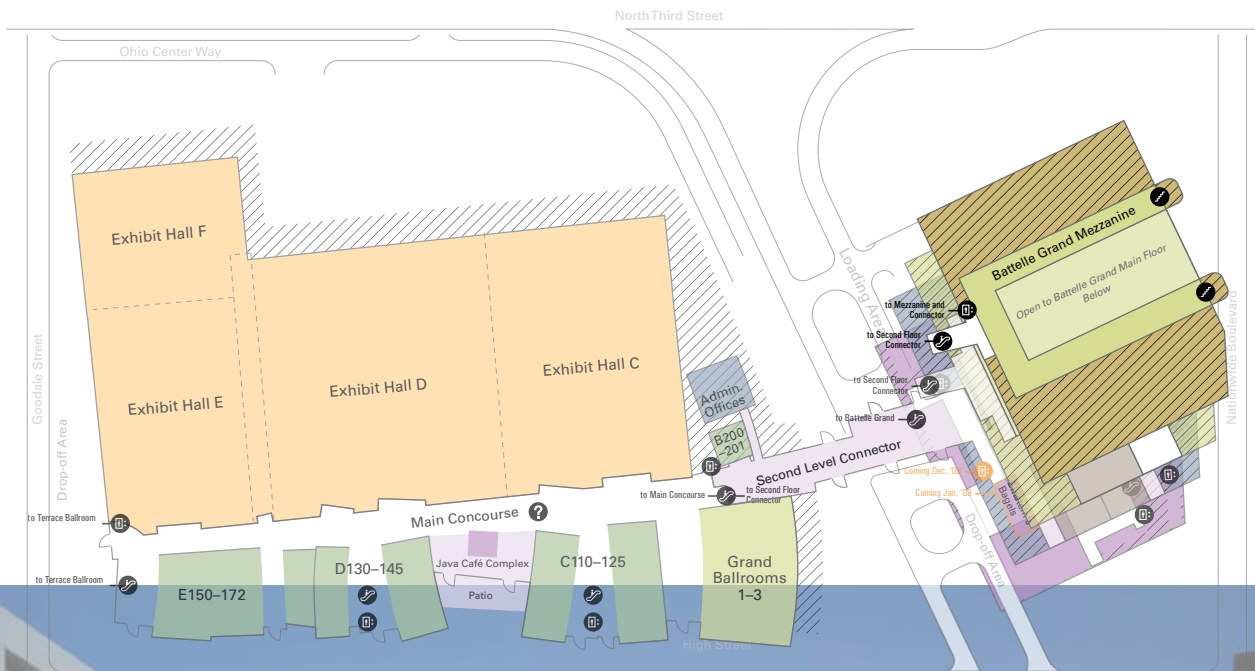 North Third Street
Ohio Center Way
Exhibit Hall F
Battelle Grand Mezzanine
Open to Battelle Grand Main Floor
Below
Loading Area
to Mezzanine and
Connector
to Second Floor
Connector
Goodale Street
Nationwide Boulevard
Exhibit Hall C
Exhibit Hall D
Exhibit Hall E
Admin.
Offices
to Second Floor
Connector
to Battelle Grand
B200
–201
Second Level Connector
Drop-off Area
Coming Dec. '09
Coming Jan. '09
Bagels
to Main Concourse
to Second Floor
Connector
Main Concourse
?
to Terrace Ballroom
Drop-off Area
Java Café Complex
Patio
D130–145
C110–125
Grand
Ballrooms
1–3
to Terrace Ballroom
E150–172
High Street